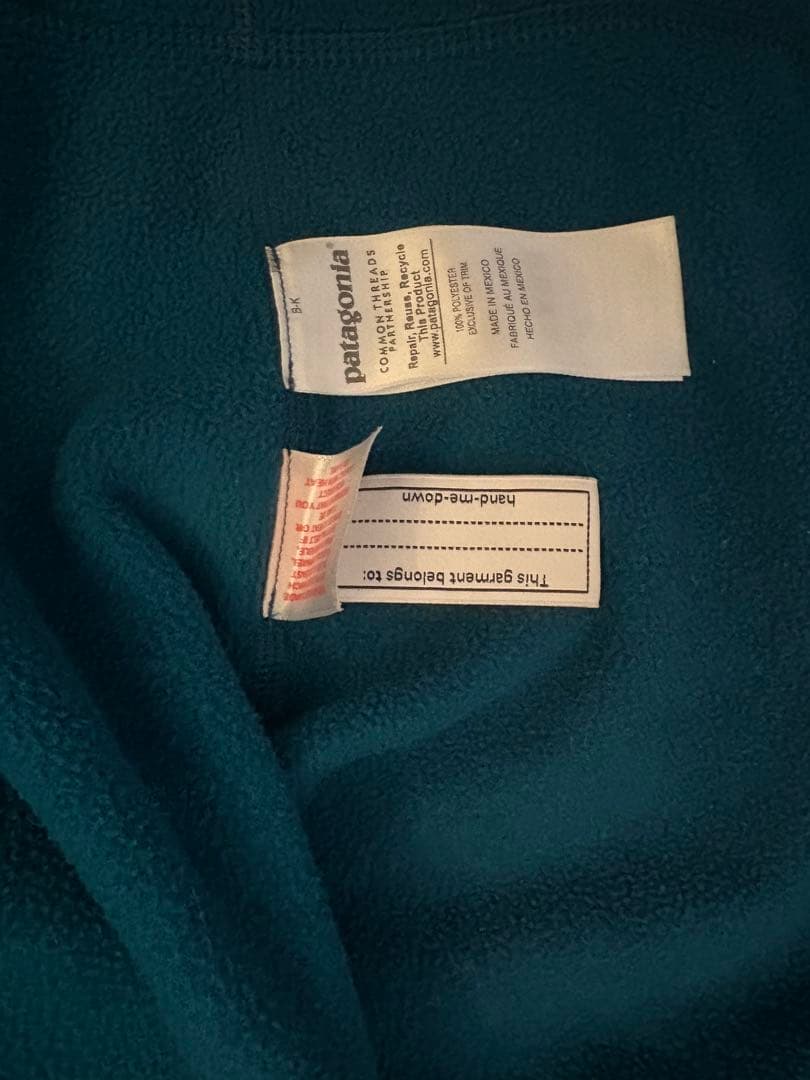 B-K
patagonia®
COMMON THREADS
PARTNERSHIP
Repair, Reuse, Recycle
This Product
www.patagonia.com
100% POLYESTER
EXCLUSIVE OF TRIM
MADE IN MEXICO
FABRIQUÉ AU MEXIQUE
HECHO EN MEXICO
This garment belongs to:
hand-me-down